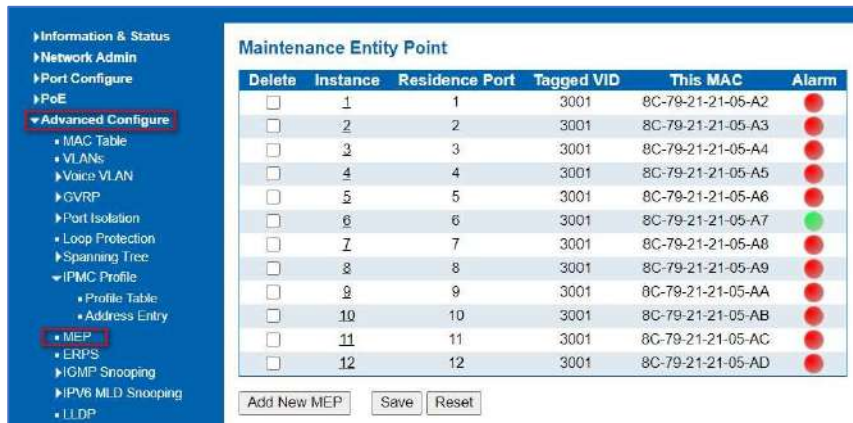 Information & Status
Network Admin
Port Configure
PoE
Advanced Configure
MAC Table
VLANs
Voice VLAN
GVRP
Port Isolation
Loop Protection
Spanning Tree
IPMC Profile
Profile Table
Address Entry
MEP
ERPS
IGMP Snooping
IPV6 MLD Snooping
LLDP
Maintenance Entity Point
Delete Instance Residence Port Tagged VID This MAC Alarm
1 1 3001 8C-79-21-21-05-A2
2 2 3001 8C-79-21-21-05-A3
3 3 3001 8C-79-21-21-05-A4
4 4 3001 8C-79-21-21-05-A5
5 5 3001 8C-79-21-21-05-A6
6 6 3001 8C-79-21-21-05-A7
7 7 3001 8C-79-21-21-05-A8
8 8 3001 8C-79-21-21-05-A9
9 9 3001 8C-79-21-21-05-AA
10 10 3001 8C-79-21-21-05-AB
11 11 3001 8C-79-21-21-05-AC
12 12 3001 8C-79-21-21-05-AD
Add New MEP Save Reset